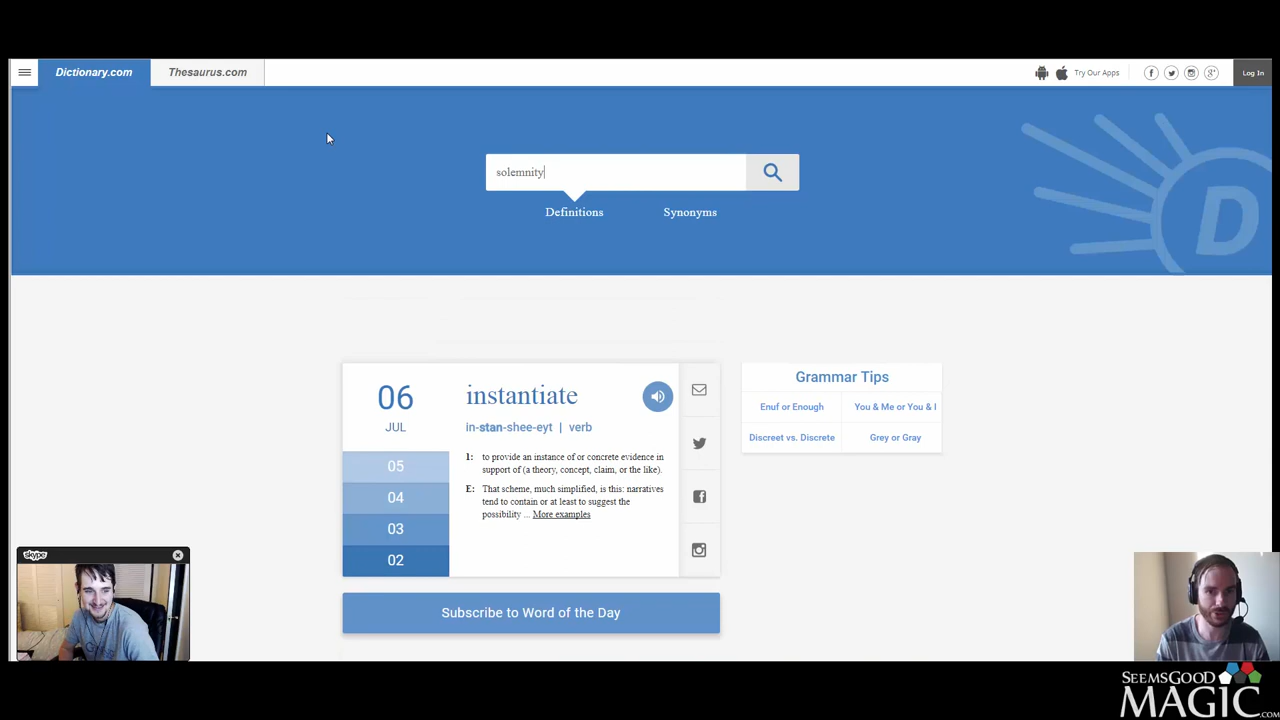 Dictionary.com
Thesaurus.com
Try Our Apps
Log In
solemnity
Definitions
Synonyms
D
06
JUL
05
04
03
02
instantiate
in-stan-shee-eyt | verb
1: to provide an instance of or concrete evidence in
support of (a theory, concept, claim, or the like).
E: That scheme, much simplified, is this: narratives
tend to contain or at least to suggest the
possibility ... More examples
Grammar Tips
Enuf or Enough
You & Me or You & I
Discreet vs. Discrete
Grey or Gray
Subscribe to Word of the Day
skype
SEEMSGOOD
MAGIC.COM